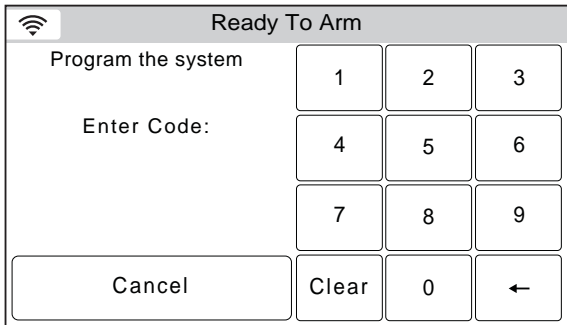 Ready To Arm
Program the system
Enter Code:
1 2 3
4 5 6
7 8 9
Cancel Clear 0 ←